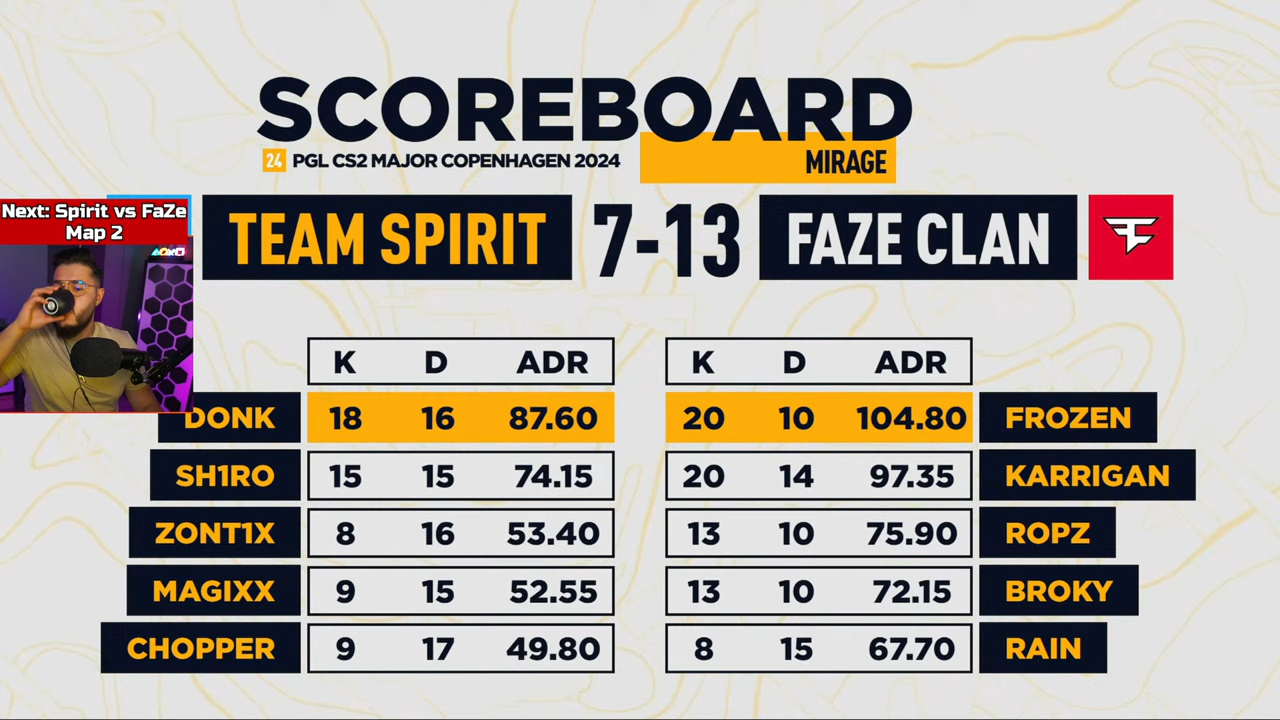 SCOREBOARD
24 PGL CS2 MAJOR COPENHAGEN 2024
MIRAGE
Next: Spirit vs FaZe
Map 2
TEAM SPIRIT 7-13 FAZE CLAN
K D ADR K D ADR
DONK 18 16 87.60 20 10 104.80 FROZEN
SH1RO 15 15 74.15 20 14 97.35 KARRIGAN
ZONT1X 8 16 53.40 13 10 75.90 ROPZ
MAGIXX 9 15 52.55 13 10 72.15 BROKY
CHOPPER 9 17 49.80 8 15 67.70 RAIN